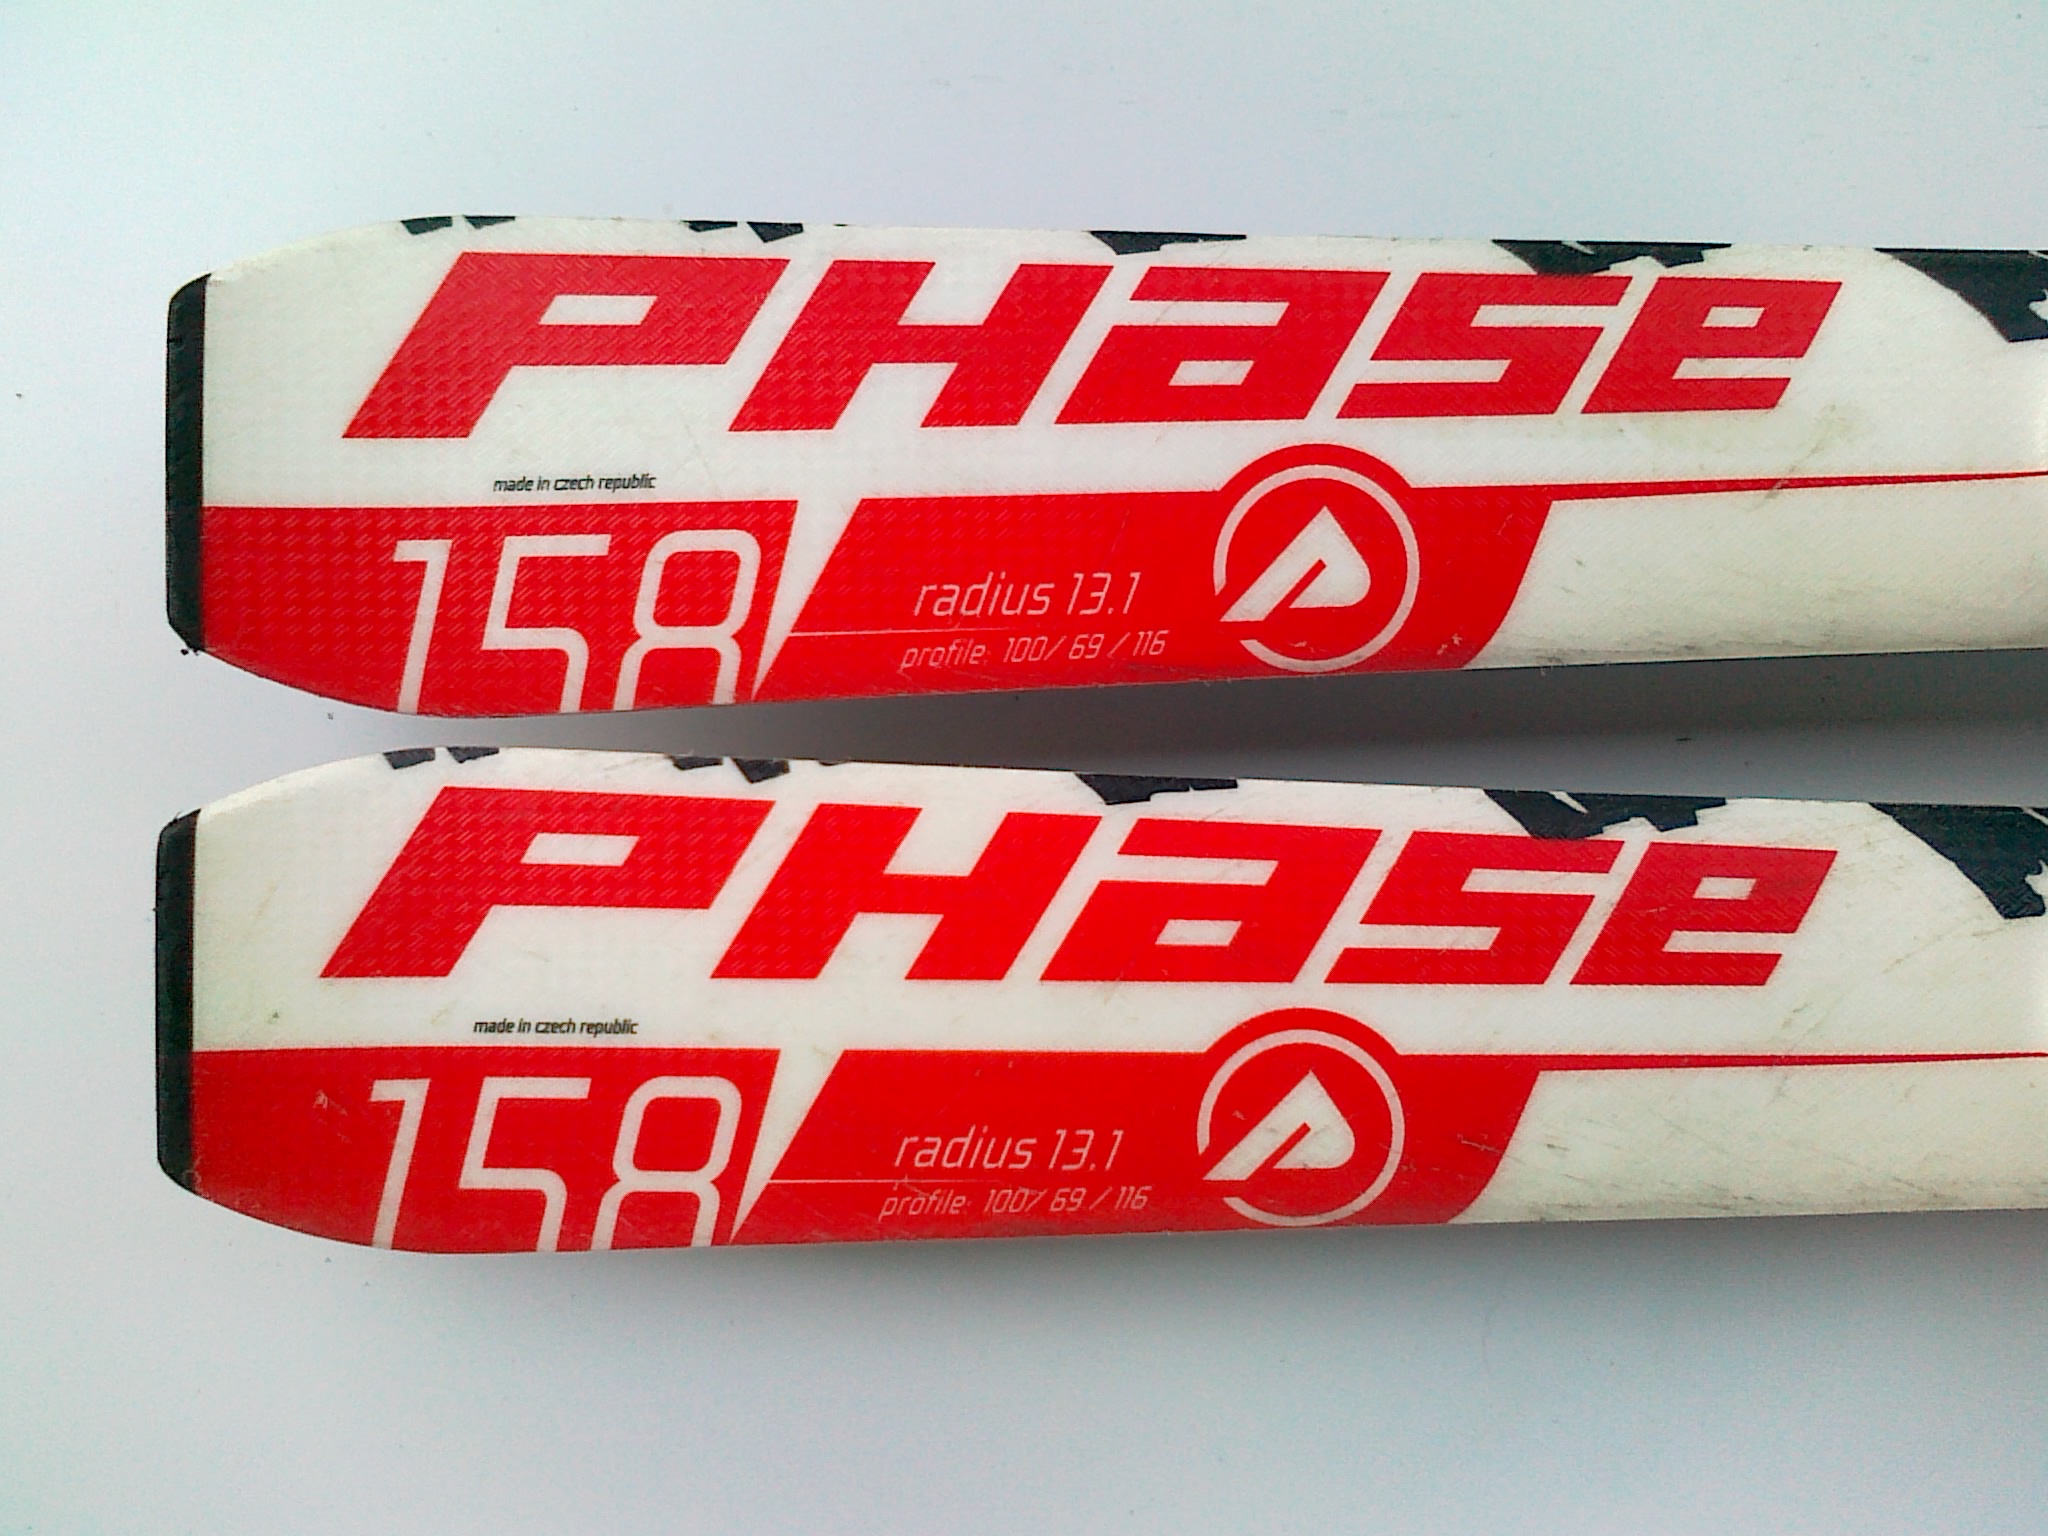 PHase
made in czech republic
158
radius 13.1
profile: 100/ 69 / 116
PHase
made in czech republic
158
radius 13.1
profile: 100/ 69 / 116